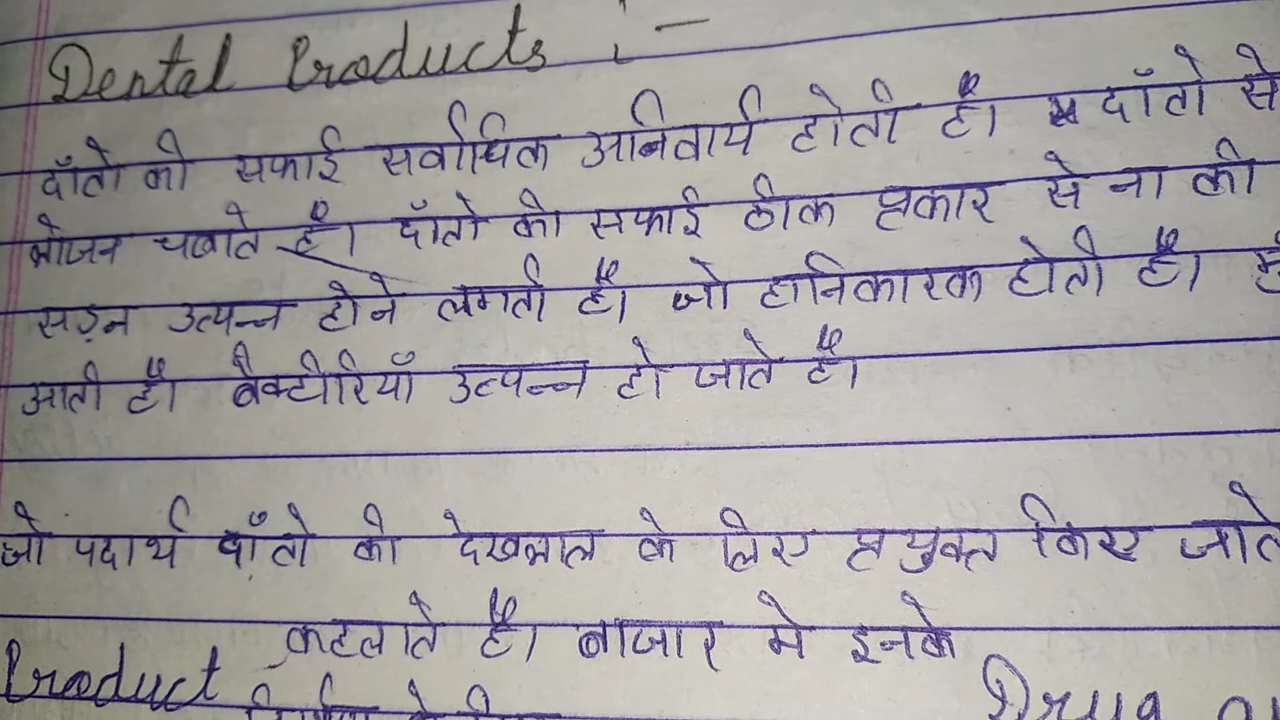 Dental Products :-
दाँतो की सफाई सर्वाधिक अनिवार्य होती है। दाँतो से
भोजन चबाते हैं। दाँतो की सफाई ठीक प्रकार से ना की
सड़न उत्पन्न होने लगती हैं। जो हानिकारक होती हैं।
आती हैं। बैक्टीरियाँ उत्पन्न हो जाते हैं।
जो पदार्थ दाँतो की देखभाल के लिए प्रयुक्त किए जाते
कहलाते हैं। बाजार मे इनके
Product Drug